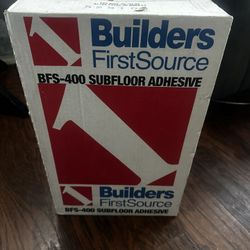 Builders
FirstSource
BFS-400 SUBFLOOR ADHESIVE
Builders
FirstSource
BFS-400 SUBFLOOR ADHESIVE